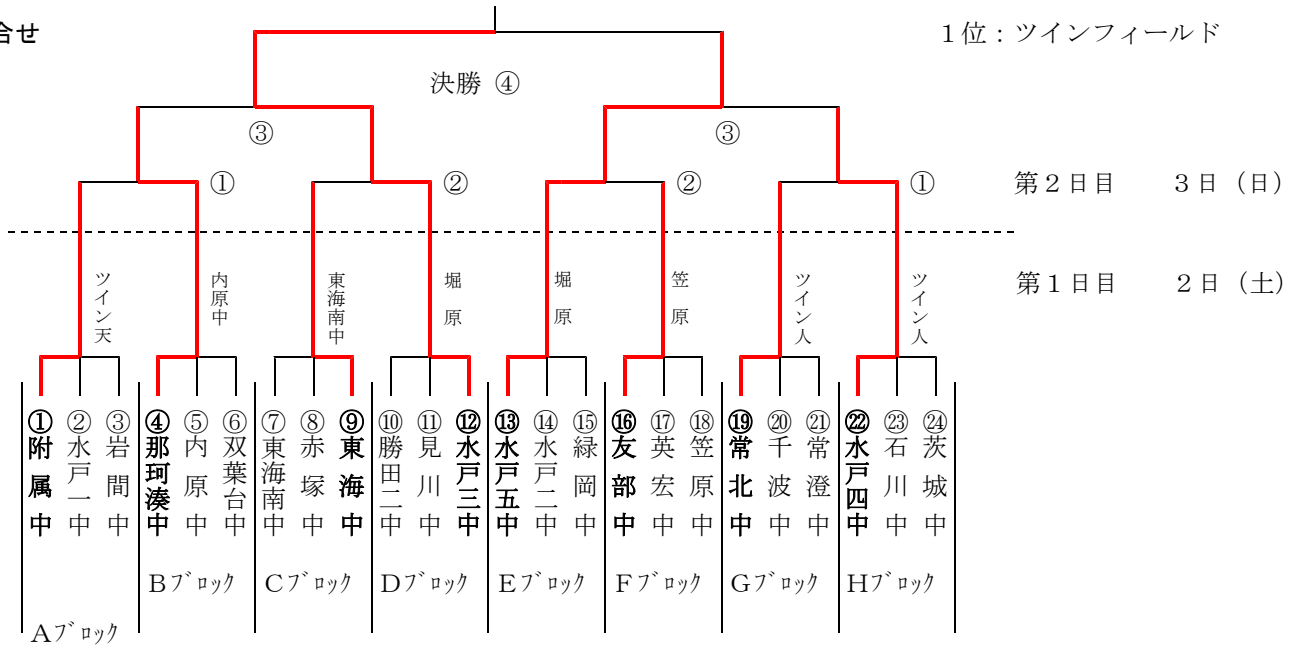 合せ
1位：ツインフィールド
決勝 ④
③
③
①
②
②
①
第２日目 ３日（日）
ツイン天
内原中
東海南中
堀原
堀原
笠原
ツイン人
ツイン人
第１日目 ２日（土）
①附属中
②水戸一中
③岩間中
④那珂湊中
⑤内原中
⑥双葉台中
⑦東海南中
⑧赤塚中
⑨東海中
⑩勝田二中
⑪見川中
⑫水戸三中
⑬水戸五中
⑭水戸二中
⑮緑岡中
⑯友部中
⑰英宏中
⑱笠原中
⑲常北中
⑳千波中
㉑常澄中
㉒水戸四中
㉓石川中
㉔茨城中
Bﾌﾞﾛｯｸ
Cﾌﾞﾛｯｸ
Dﾌﾞﾛｯｸ
Eﾌﾞﾛｯｸ
Fﾌﾞﾛｯｸ
Gﾌﾞﾛｯｸ
Hﾌﾞﾛｯｸ
Aﾌﾞﾛｯｸ